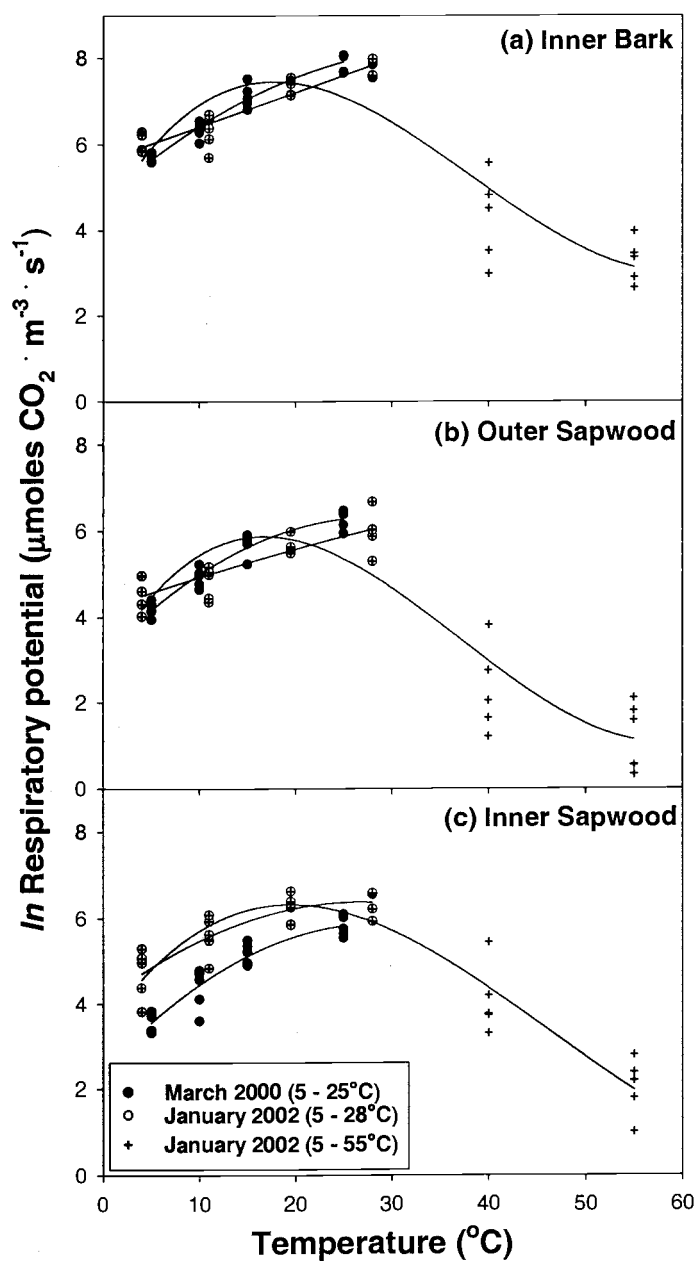 (a) Inner Bark
8
6
4
2
0
(b) Outer Sapwood
8
6
4
2
0
(c) Inner Sapwood
8
6
4
2
0
ln Respiratory potential (μmoles CO₂ · m⁻³ · s⁻¹)
March 2000 (5 - 25°C)
January 2002 (5 - 28°C)
January 2002 (5 - 55°C)
0 10 20 30 40 50 60
Temperature (°C)